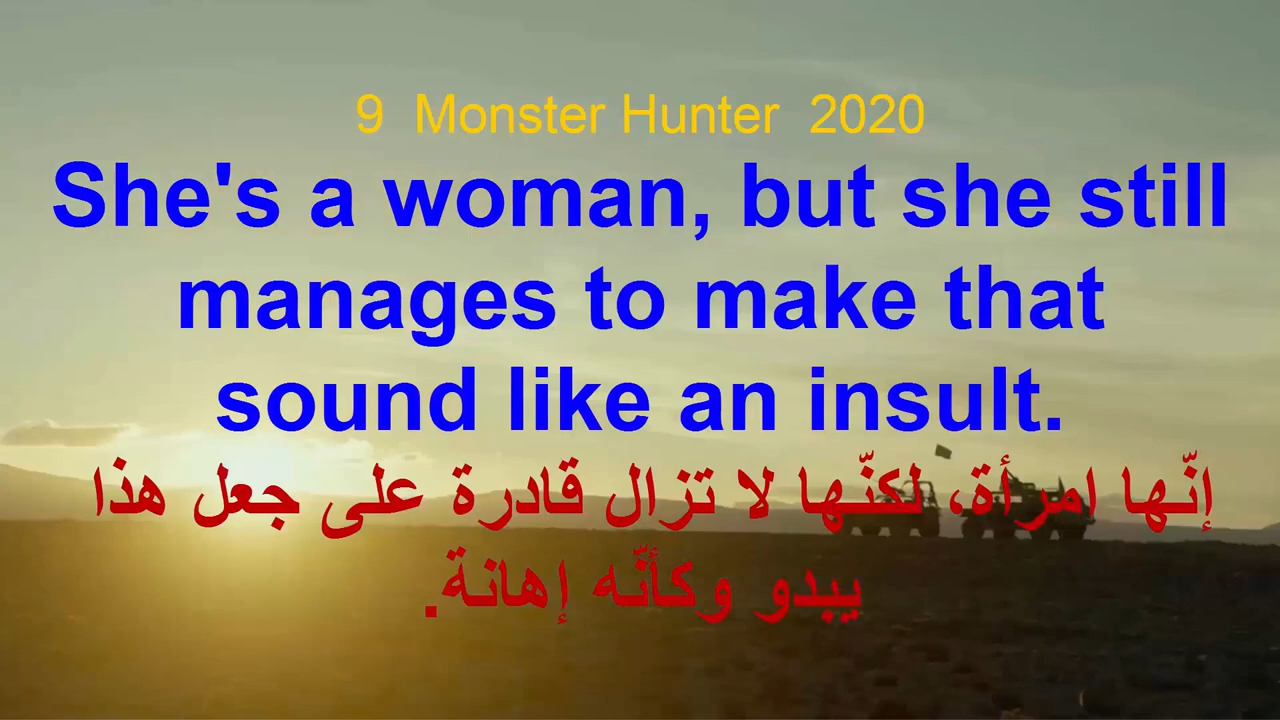 9  Monster Hunter  2020
She's a woman, but she still
manages to make that
sound like an insult.
إنّها امرأة، لكنّها لا تزال قادرة على جعل هذا
يبدو وكأنّه إهانة.